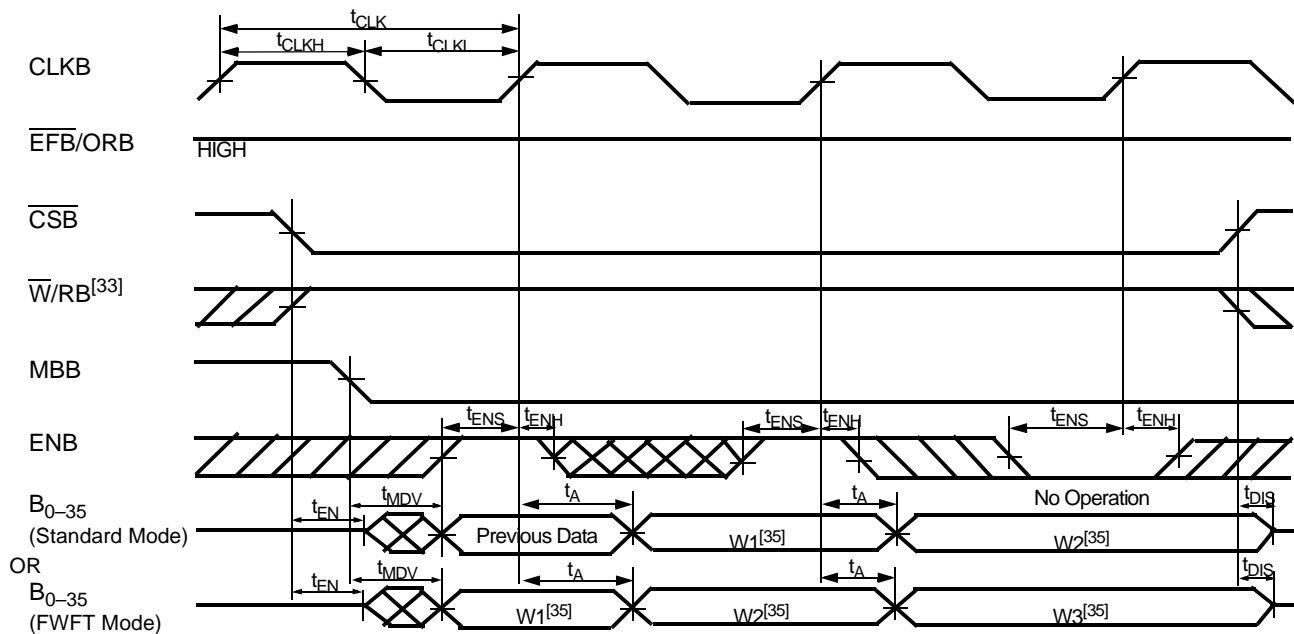 tCLK
tCLKH
tCLKL
CLKB
EFB/ORB
HIGH
CSB
W/RB[33]
MBB
tENS
tENH
tENS
tENH
tENS
tENH
ENB
tMDV
tA
tA
No Operation
tDIS
tEN
B0–35
(Standard Mode)
Previous Data
W1[35]
W2[35]
OR
tMDV
tA
tA
tDIS
tEN
B0–35
(FWFT Mode)
W1[35]
W2[35]
W3[35]